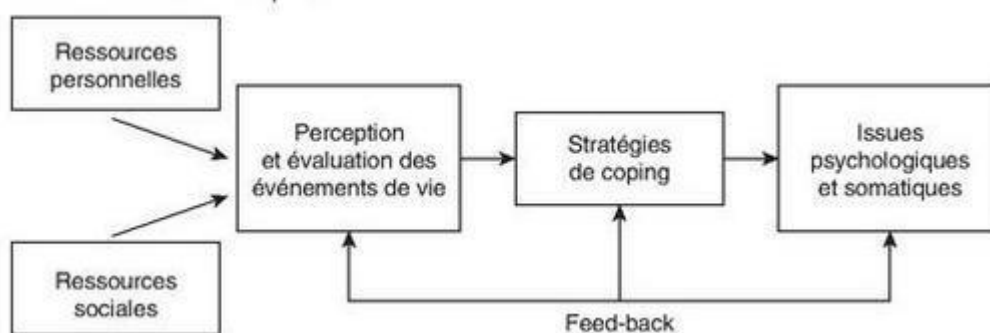 Ressources
personnelles
Perception
et évaluation des
événements de vie
Stratégies
de coping
Issues
psychologiques
et somatiques
Ressources
sociales
Feed-back